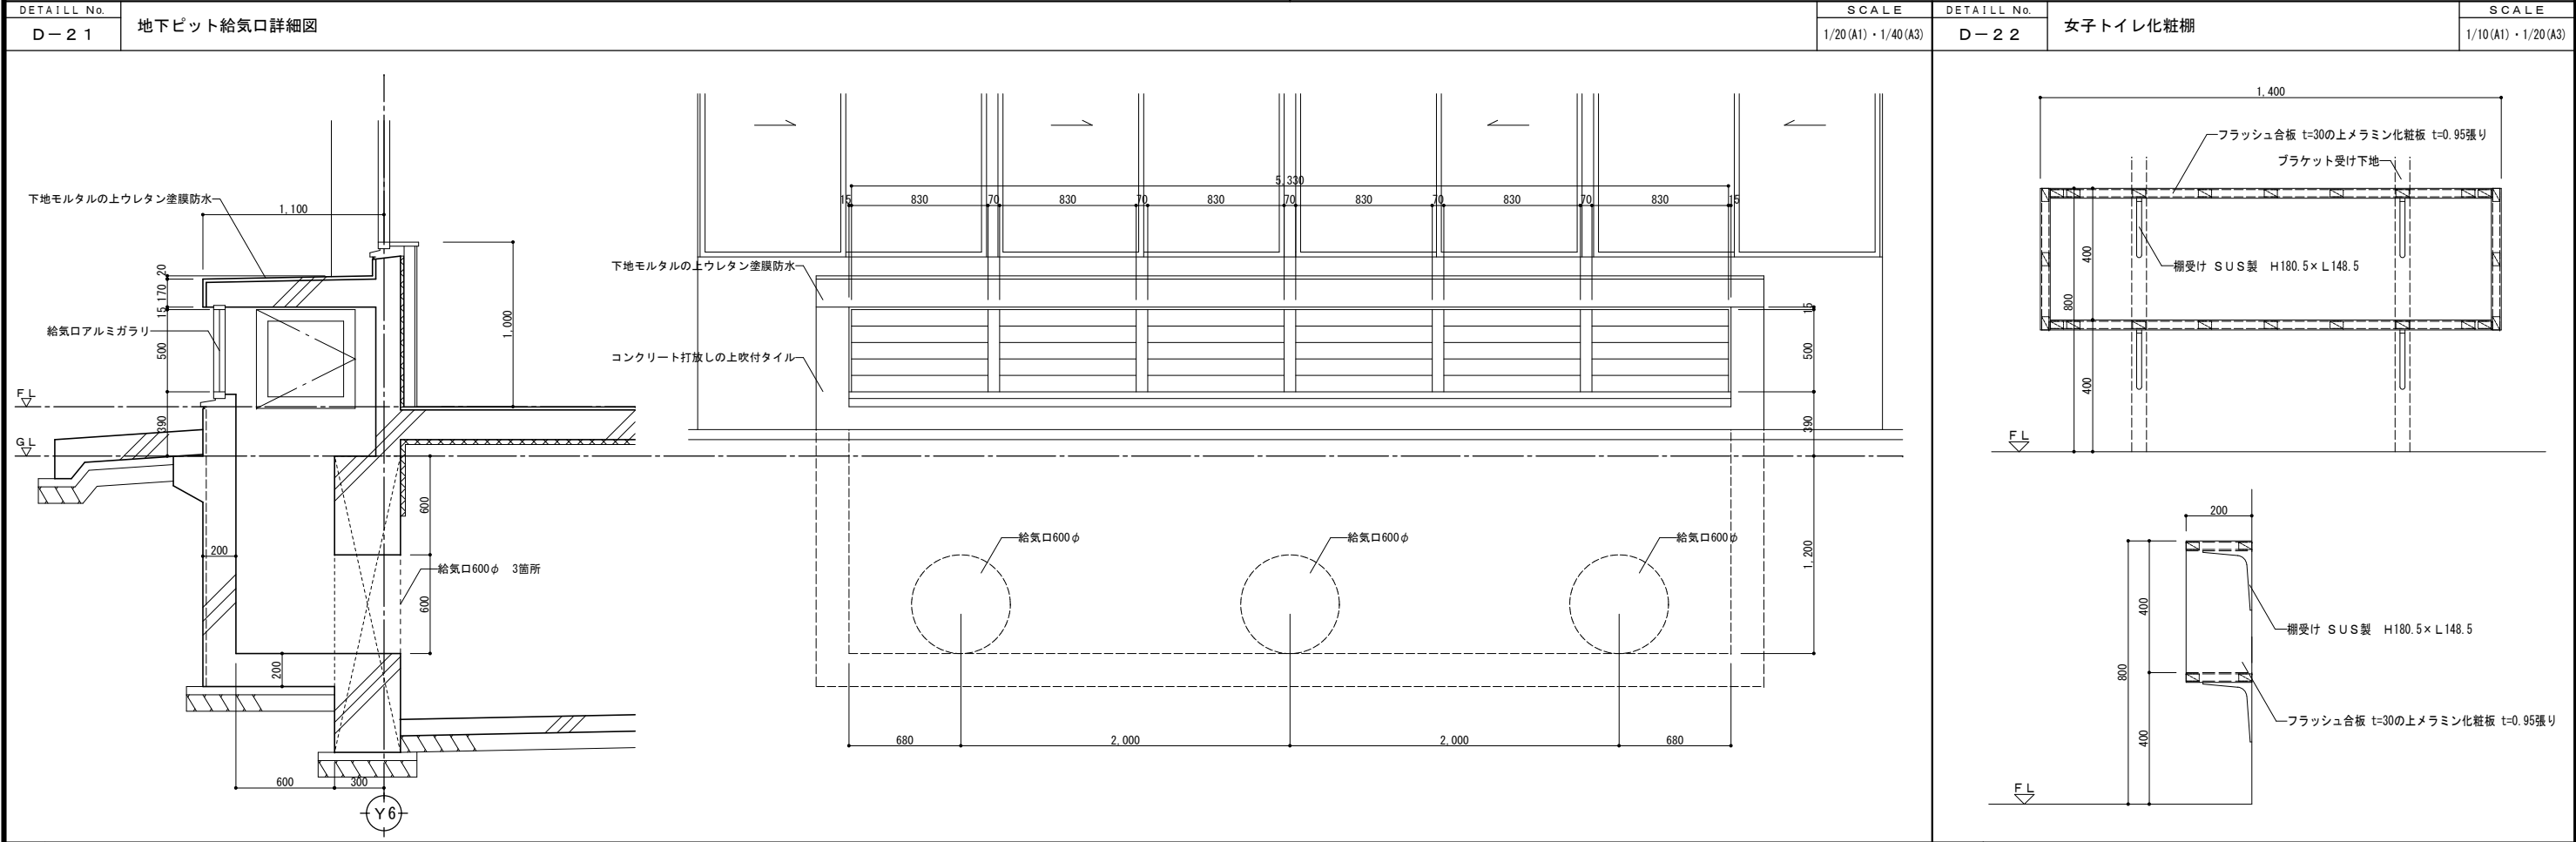 DETAILL No.
D－21
地下ピット給気口詳細図
SCALE
1/20(A1)・1/40(A3)
DETAILL No.
D－22
女子トイレ化粧棚
SCALE
1/10(A1)・1/20(A3)
下地モルタルの上ウレタン塗膜防水
1,100
20
170
15
給気口アルミガラリ
500
1,000
FL
390
GL
600
200
給気口600φ　3箇所
600
200
600
300
Y6
5,330
15
830
70
830
70
830
70
830
70
830
70
830
15
下地モルタルの上ウレタン塗膜防水
15
コンクリート打放しの上吹付タイル
500
390
給気口600φ
給気口600φ
給気口600φ
1,200
680
2,000
2,000
680
1,400
フラッシュ合板 t=30の上メラミン化粧板 t=0.95張り
ブラケット受け下地
400
棚受け SUS製　H180.5×L148.5
800
400
FL
200
400
棚受け SUS製　H180.5×L148.5
800
フラッシュ合板 t=30の上メラミン化粧板 t=0.95張り
400
FL